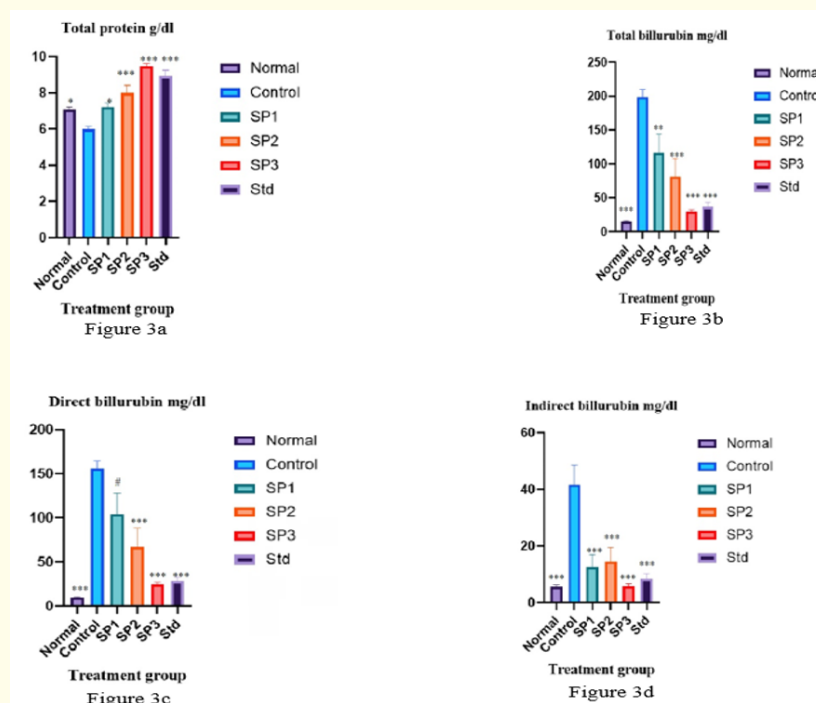 Total protein g/dl
10
8
6
4
2
0
*
*
***
***
***
Normal
Control
SP1
SP2
SP3
Std
Normal
Control
SP1
SP2
SP3
Std
Treatment group
Figure 3a
Total billurubin mg/dl
250
200
150
100
50
0
***
**
***
***
***
Normal
Control
SP1
SP2
SP3
Std
Norma
Contro
SP1
SP2
SP3
Std
Treatment group
Figure 3b
Direct billurubin mg/dl
200
150
100
50
0
***
#
***
***
***
Normal
Control
SP1
SP2
SP3
Std
Normal
Control
SP1
SP2
SP3
Std
Treatment group
Figure 3c
Indirect billurubin mg/dl
60
40
20
0
***
***
***
***
***
Normal
Control
SP1
SP2
SP3
Std
Normal
Control
SP1
SP2
SP3
Std
Treatment group
Figure 3d